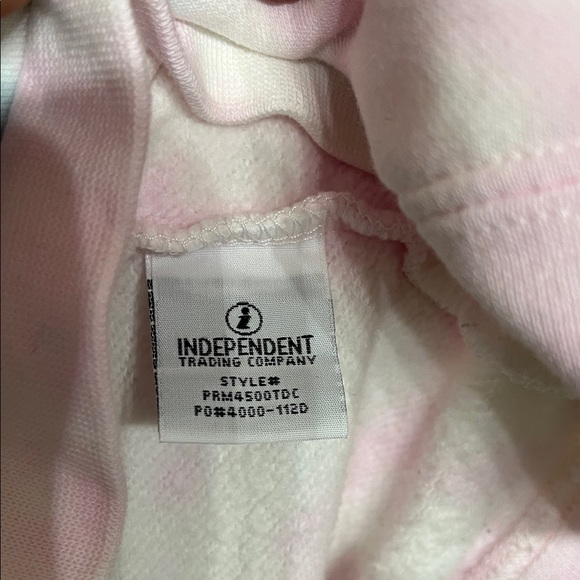 i
INDEPENDENT
TRADING COMPANY
STYLE#
PRM4500TDC
PO#4000-112D